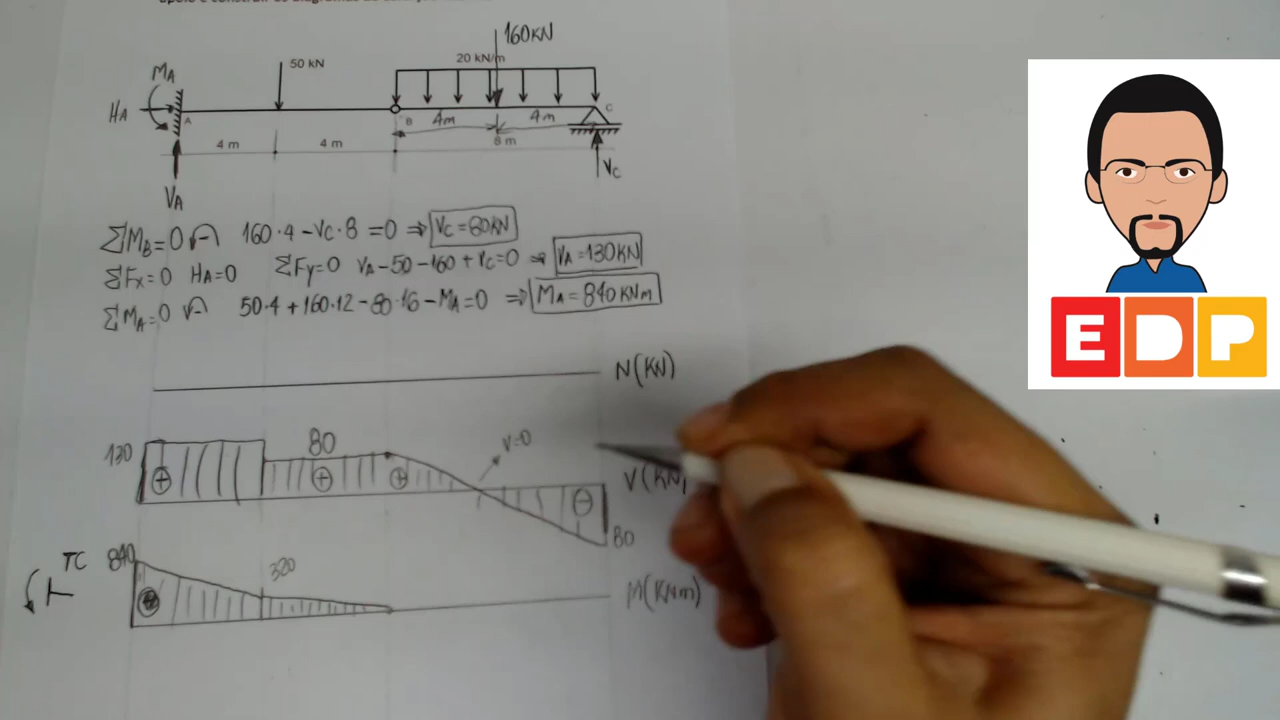 160KN
50 kN
20 kN/m
MA
HA
A
B
C
4m
4m
4 m
4 m
8 m
VA
VC
ΣMB=0 160·4-VC·8=0 ⇒ VC=80KN
ΣFx=0 HA=0 ΣFy=0 VA-50-160+VC=0 ⇒ VA=130KN
ΣMA=0 50·4+160·12-80·16-MA=0 ⇒ MA=840KNm
N(KN)
130
80
V=0
V(KN)
80
TC
840
320
M(KNm)
EDP